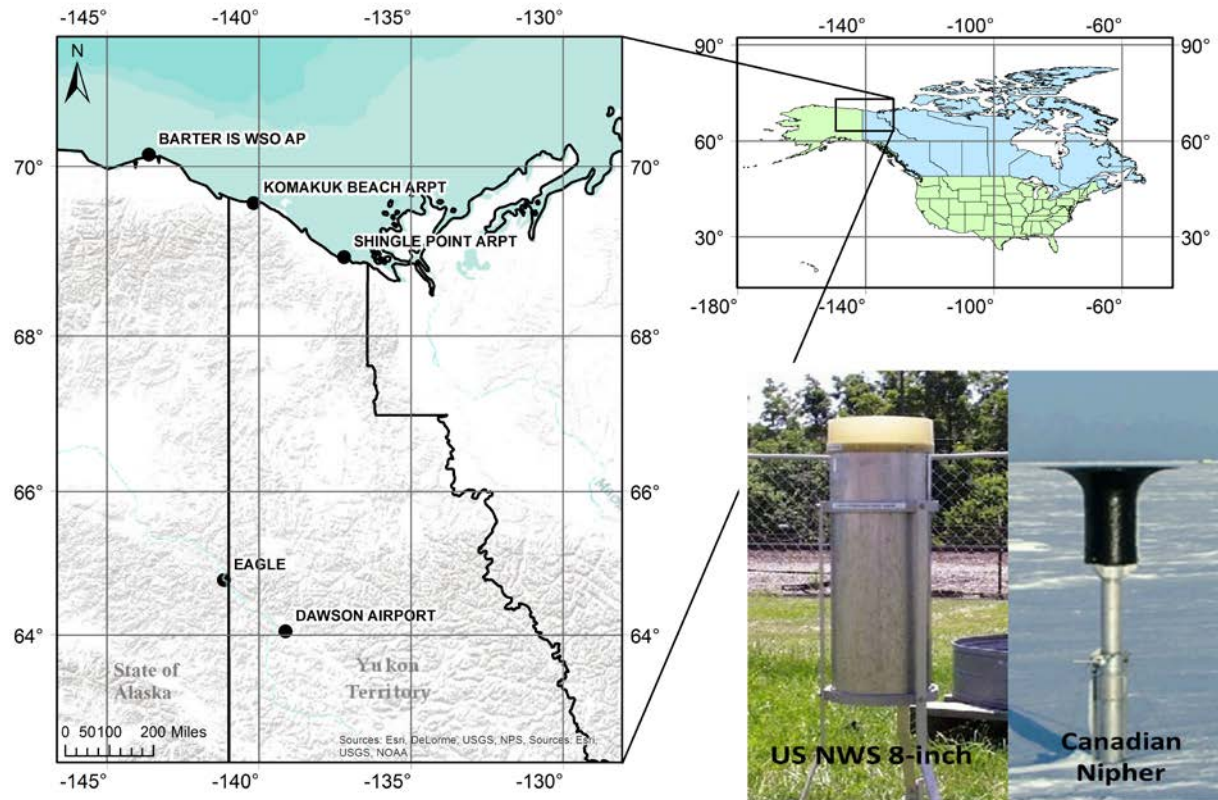 -145°
-140°
-135°
-130°
N
BARTER IS WSO AP
70°
70°
KOMAKUK BEACH ARPT
SHINGLE POINT ARPT
68°
68°
66°
66°
EAGLE
DAWSON AIRPORT
64°
64°
State of
Alaska
Yukon
Territory
0 50100 200 Miles
Sources: Esri, DeLorme, USGS, NPS, Sources: Esri,
USGS, NOAA
-145°
-140°
-135°
-130°
-140°
-100°
-60°
90°
90°
60°
60°
30°
30°
-180
-140°
-100°
-60°
US NWS 8-inch
Canadian
Nipher